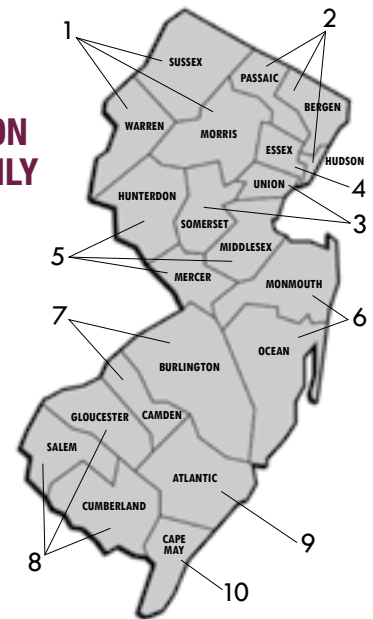 1
2
SUSSEX
PASSAIC
BERGEN
ON
ILY
WARREN
MORRIS
ESSEX
HUDSON
4
UNION
HUNTERDON
SOMERSET
3
5
MIDDLESEX
MERCER
MONMOUTH
6
7
OCEAN
BURLINGTON
GLOUCESTER
CAMDEN
SALEM
ATLANTIC
CUMBERLAND
8
9
CAPE
MAY
10